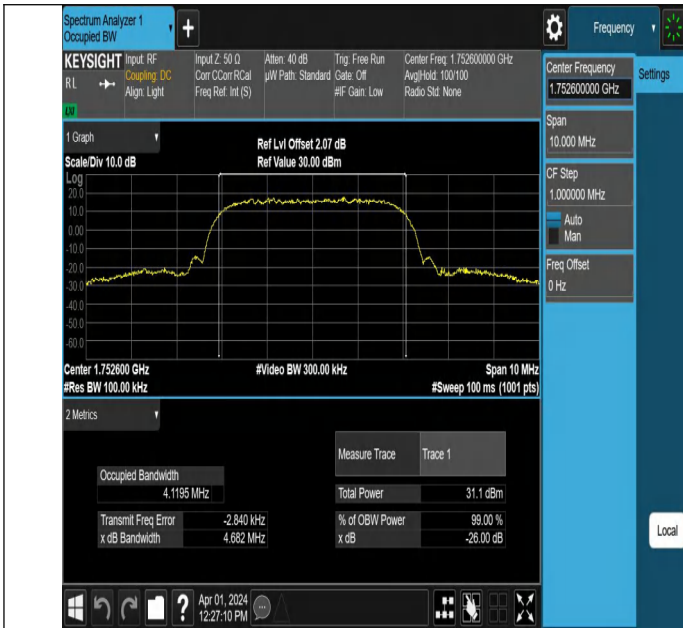 Spectrum Analyzer 1
Occupied BW
Frequency
KEYSIGHT
RL
LXI
Input: RF
Coupling: DC
Align: Light
Input Z: 50 Ω
Corr CCorr RCal
Freq Ref: Int (S)
Atten: 40 dB
µW Path: Standard
Trig: Free Run
Gate: Off
#IF Gain: Low
Center Freq: 1.752600000 GHz
Avg|Hold: 100/100
Radio Std: None
Center Frequency
1.752600000 GHz
Settings
Span
10.000 MHz
CF Step
1.000000 MHz
Auto
Man
Freq Offset
0 Hz
1 Graph
Scale/Div 10.0 dB
Ref Lvl Offset 2.07 dB
Ref Value 30.00 dBm
Log
20.0
10.0
0.00
-10.0
-20.0
-30.0
-40.0
-50.0
-60.0
Center 1.752600 GHz
#Video BW 300.00 kHz
Span 10 MHz
#Res BW 100.00 kHz
#Sweep 100 ms (1001 pts)
2 Metrics
Measure Trace
Trace 1
Occupied Bandwidth
4.1195 MHz
Total Power
31.1 dBm
Transmit Freq Error
-2.840 kHz
% of OBW Power
99.00 %
x dB Bandwidth
4.682 MHz
x dB
-26.00 dB
Local
?
Apr 01, 2024
12:27:10 PM